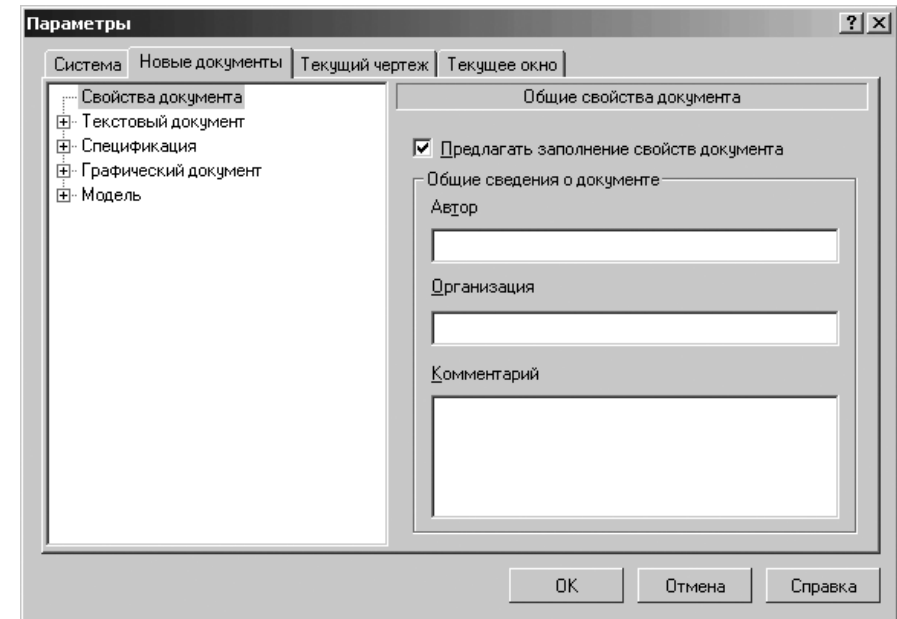 Параметры
Система Новые документы Текущий чертеж Текущее окно
Свойства документа
Текстовый документ
Спецификация
Графический документ
Модель
Общие свойства документа
Предлагать заполнение свойств документа
Общие сведения о документе
Автор
Организация
Комментарий
OK Отмена Справка